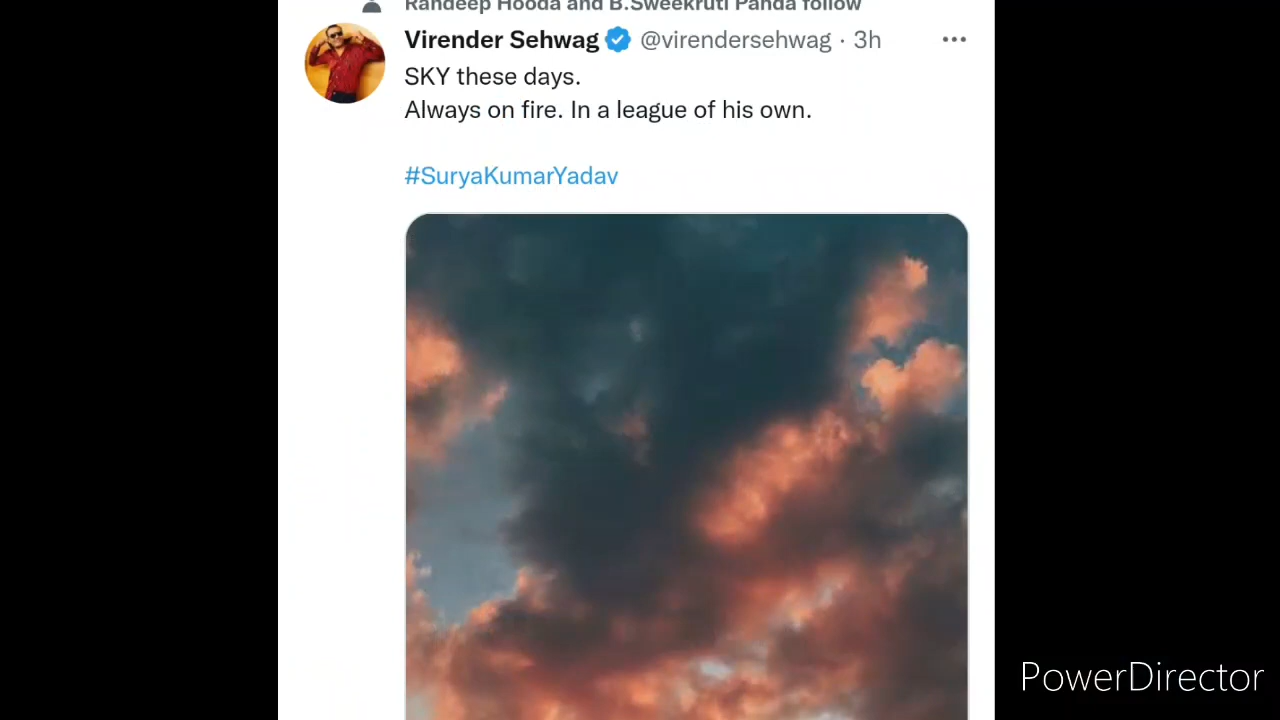 Randeep Hooda and B.Sweekruti Panda follow
Virender Sehwag @virendersehwag · 3h
SKY these days.
Always on fire. In a league of his own.
#SuryaKumarYadav
PowerDirector